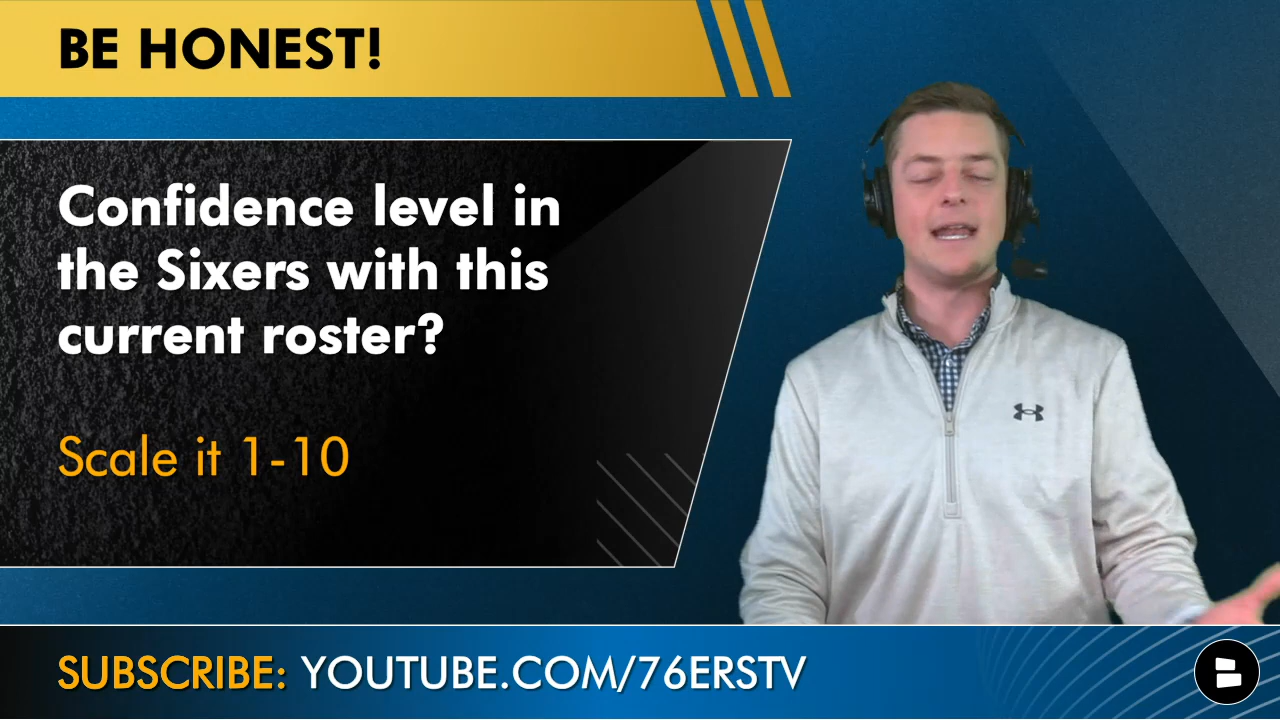 BE HONEST!
Confidence level in
the Sixers with this
current roster?
Scale it 1-10
SUBSCRIBE: YOUTUBE.COM/76ERSTV